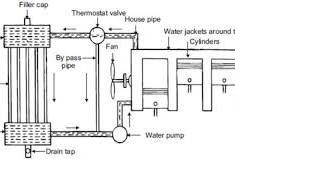 Filler cap
Thermostat valve
House pipe
Water jackets around t
Cylinders
Fan
By pass
pipe
Water pump
Drain tap